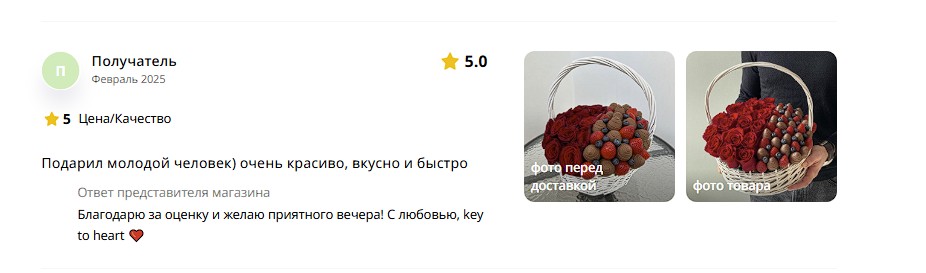 П
Получатель
Февраль 2025
5.0
5 Цена/Качество
Подарил молодой человек) очень красиво, вкусно и быстро
Ответ представителя магазина
Благодарю за оценку и желаю приятного вечера! С любовью, key
to heart ❤️
фото перед
доставкой
фото товара